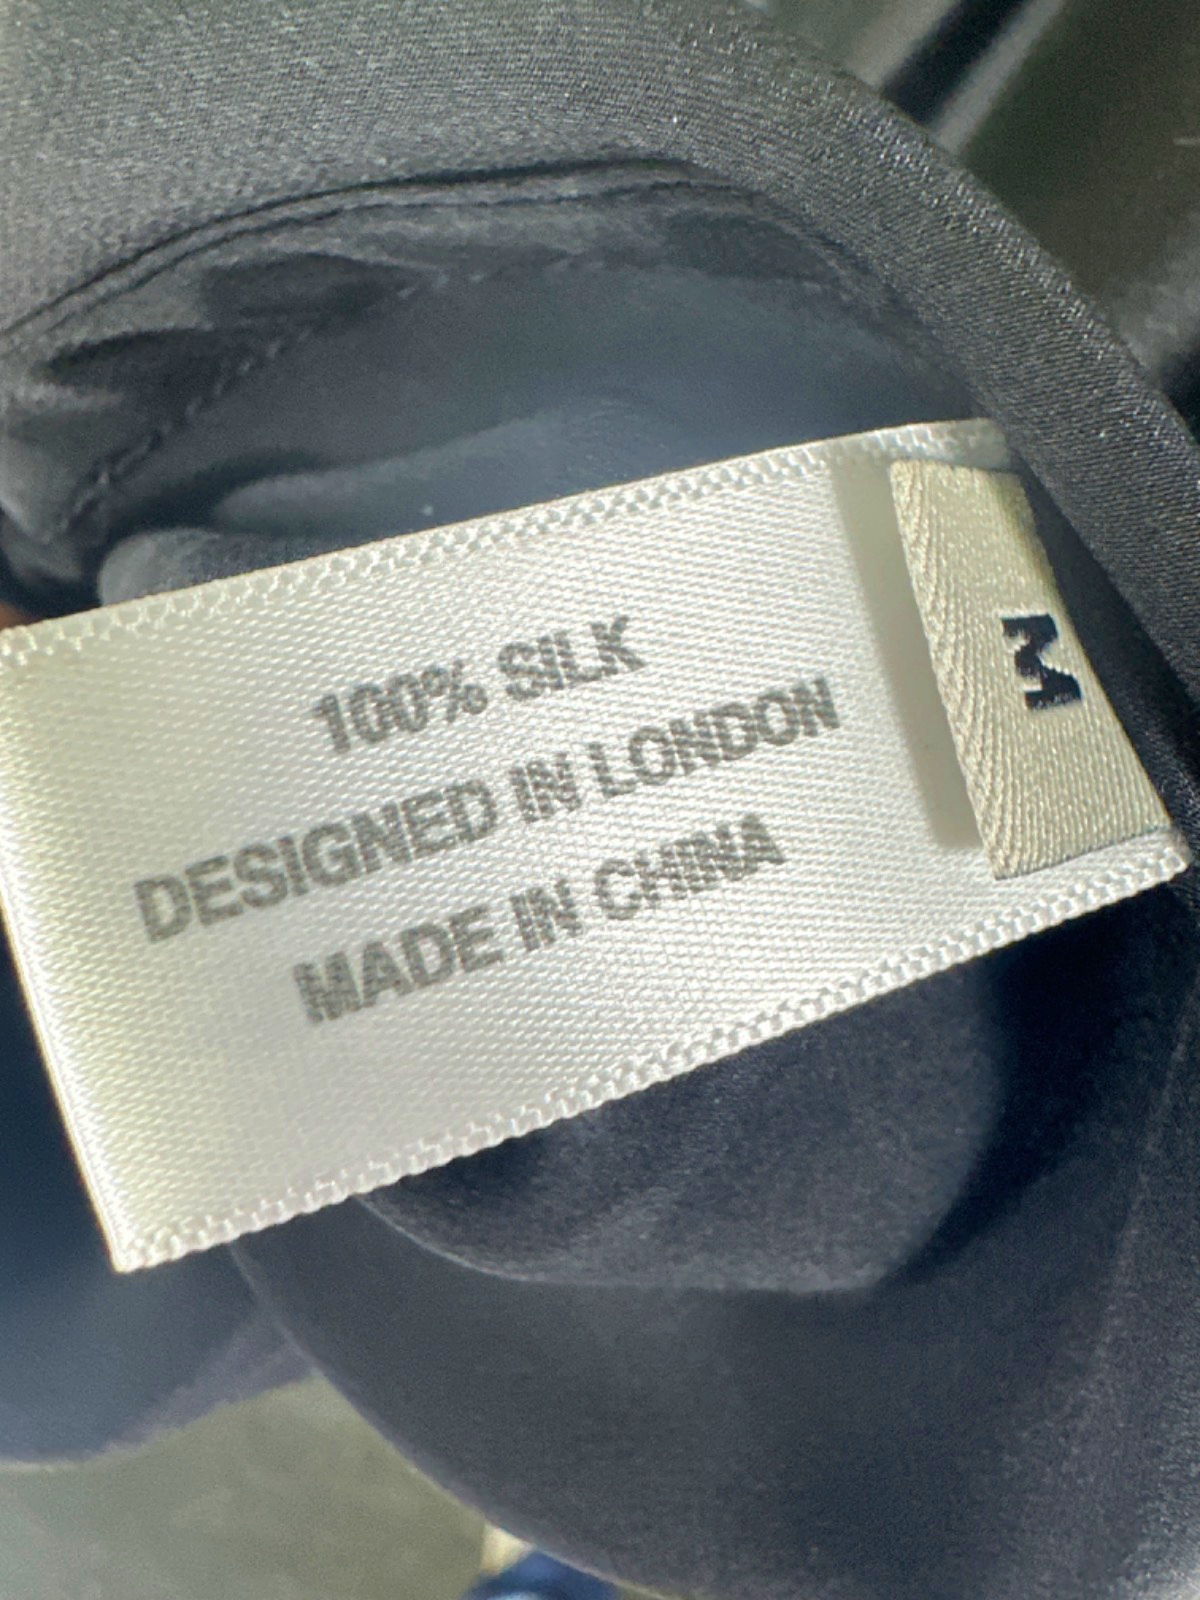 100% SILK
DESIGNED IN LONDON
MADE IN CHINA
M